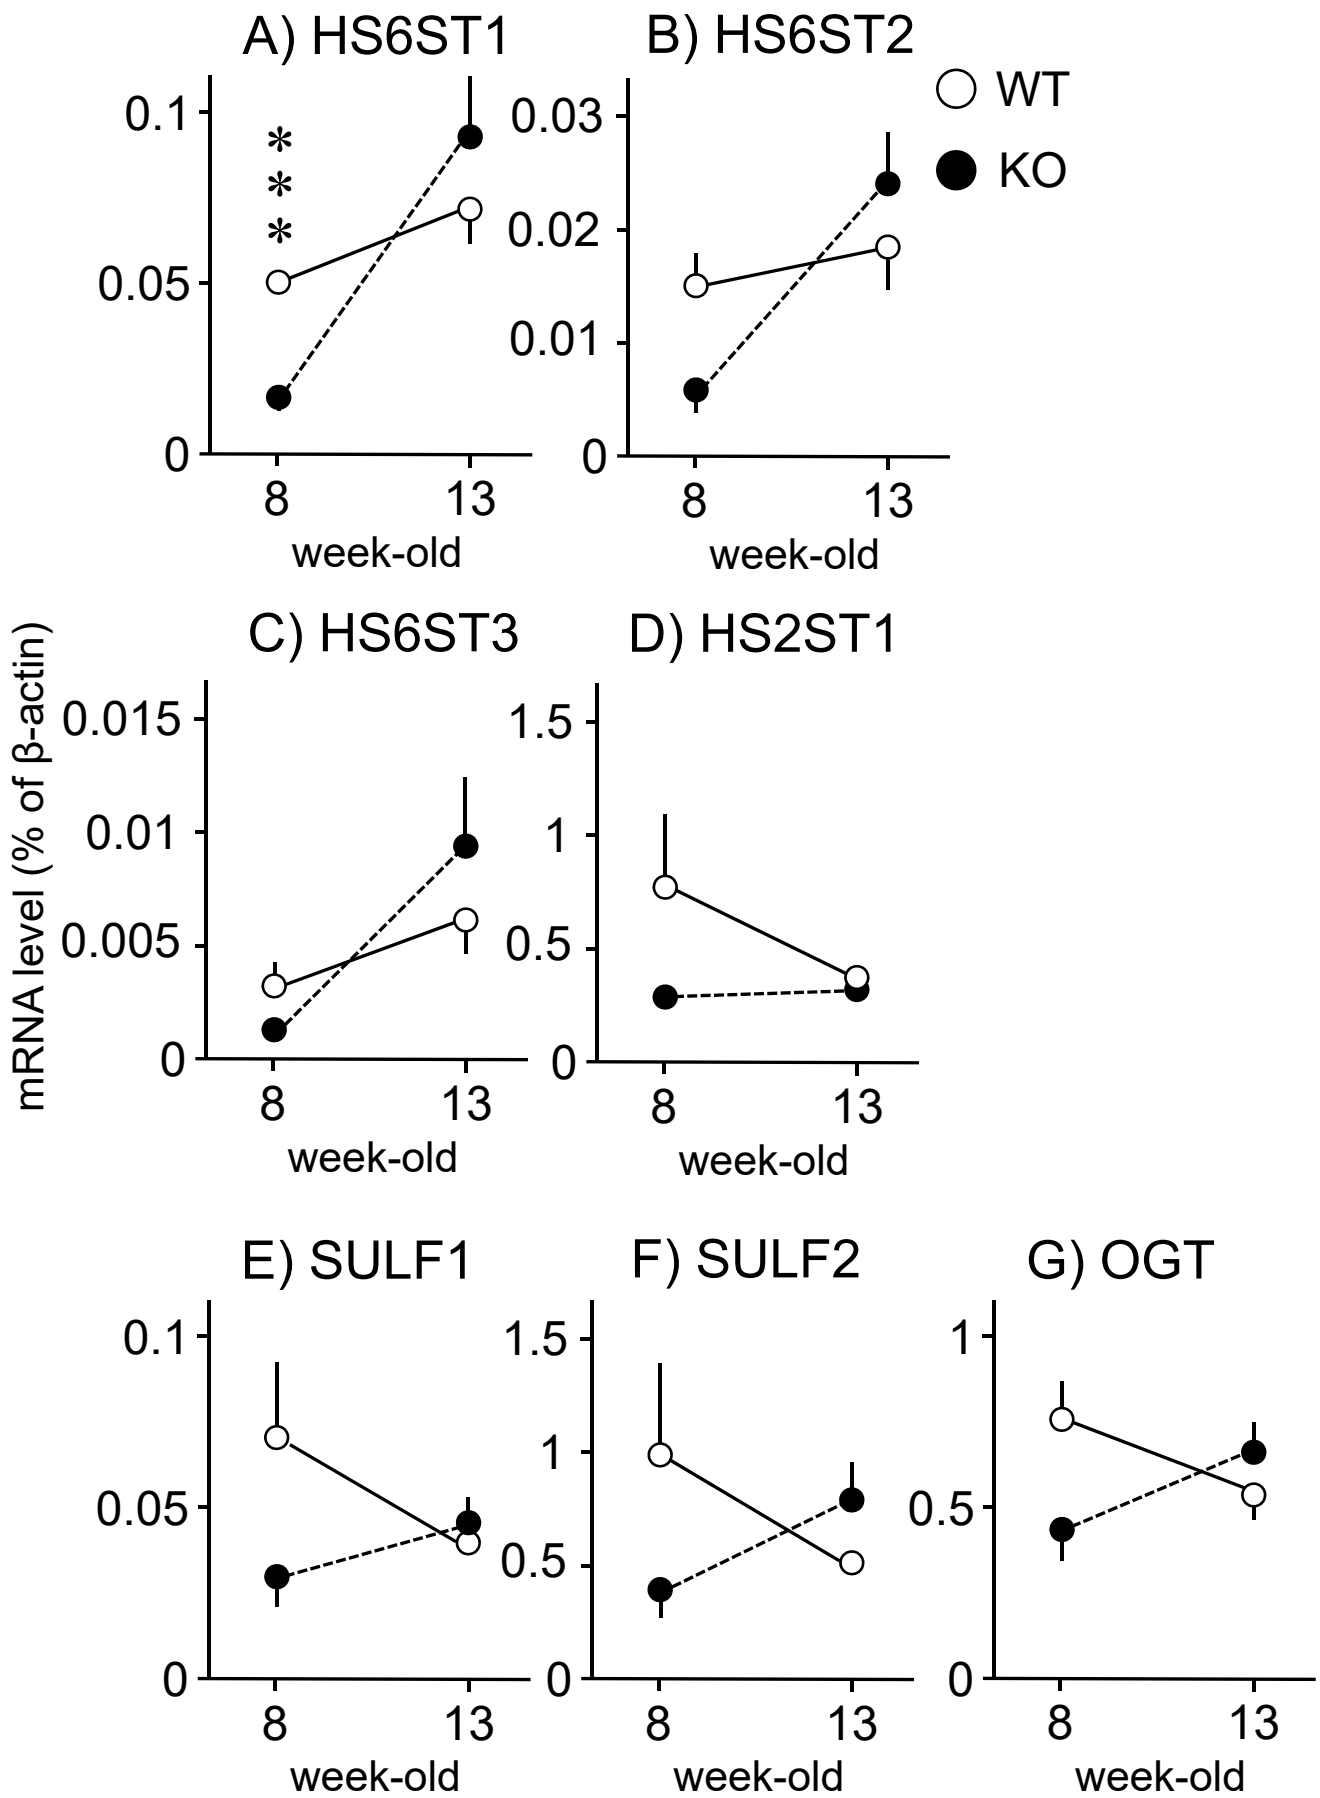 A) HS6ST1
B) HS6ST2
WT
KO
0.1
0.05
0
***
8 13
week-old
0.03
0.02
0.01
0
8 13
week-old
mRNA level (% of β-actin)
C) HS6ST3
D) HS2ST1
0.015
0.01
0.005
0
8 13
week-old
1.5
1
0.5
0
8 13
week-old
E) SULF1
F) SULF2
G) OGT
0.1
0.05
0
8 13
week-old
1.5
1
0.5
0
8 13
week-old
1
0.5
0
8 13
week-old